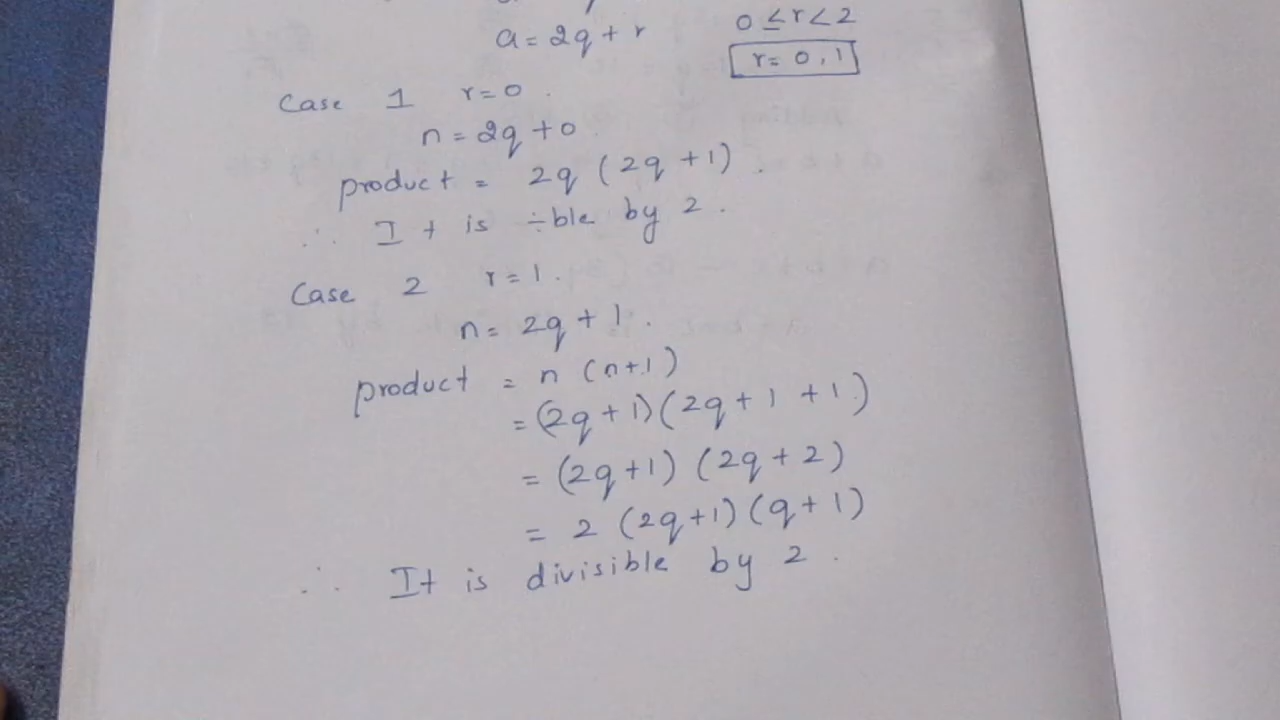 a = 2q + r 0 ≤ r < 2
r = 0, 1
Case 1 r = 0.
n = 2q + 0.
product = 2q (2q + 1).
∴ It is ÷ble by 2.
Case 2 r = 1.
n = 2q + 1.
product = n (n+1)
= (2q + 1) (2q + 1 + 1)
= (2q + 1) (2q + 2)
= 2 (2q+1) (q + 1)
∴ It is divisible by 2.